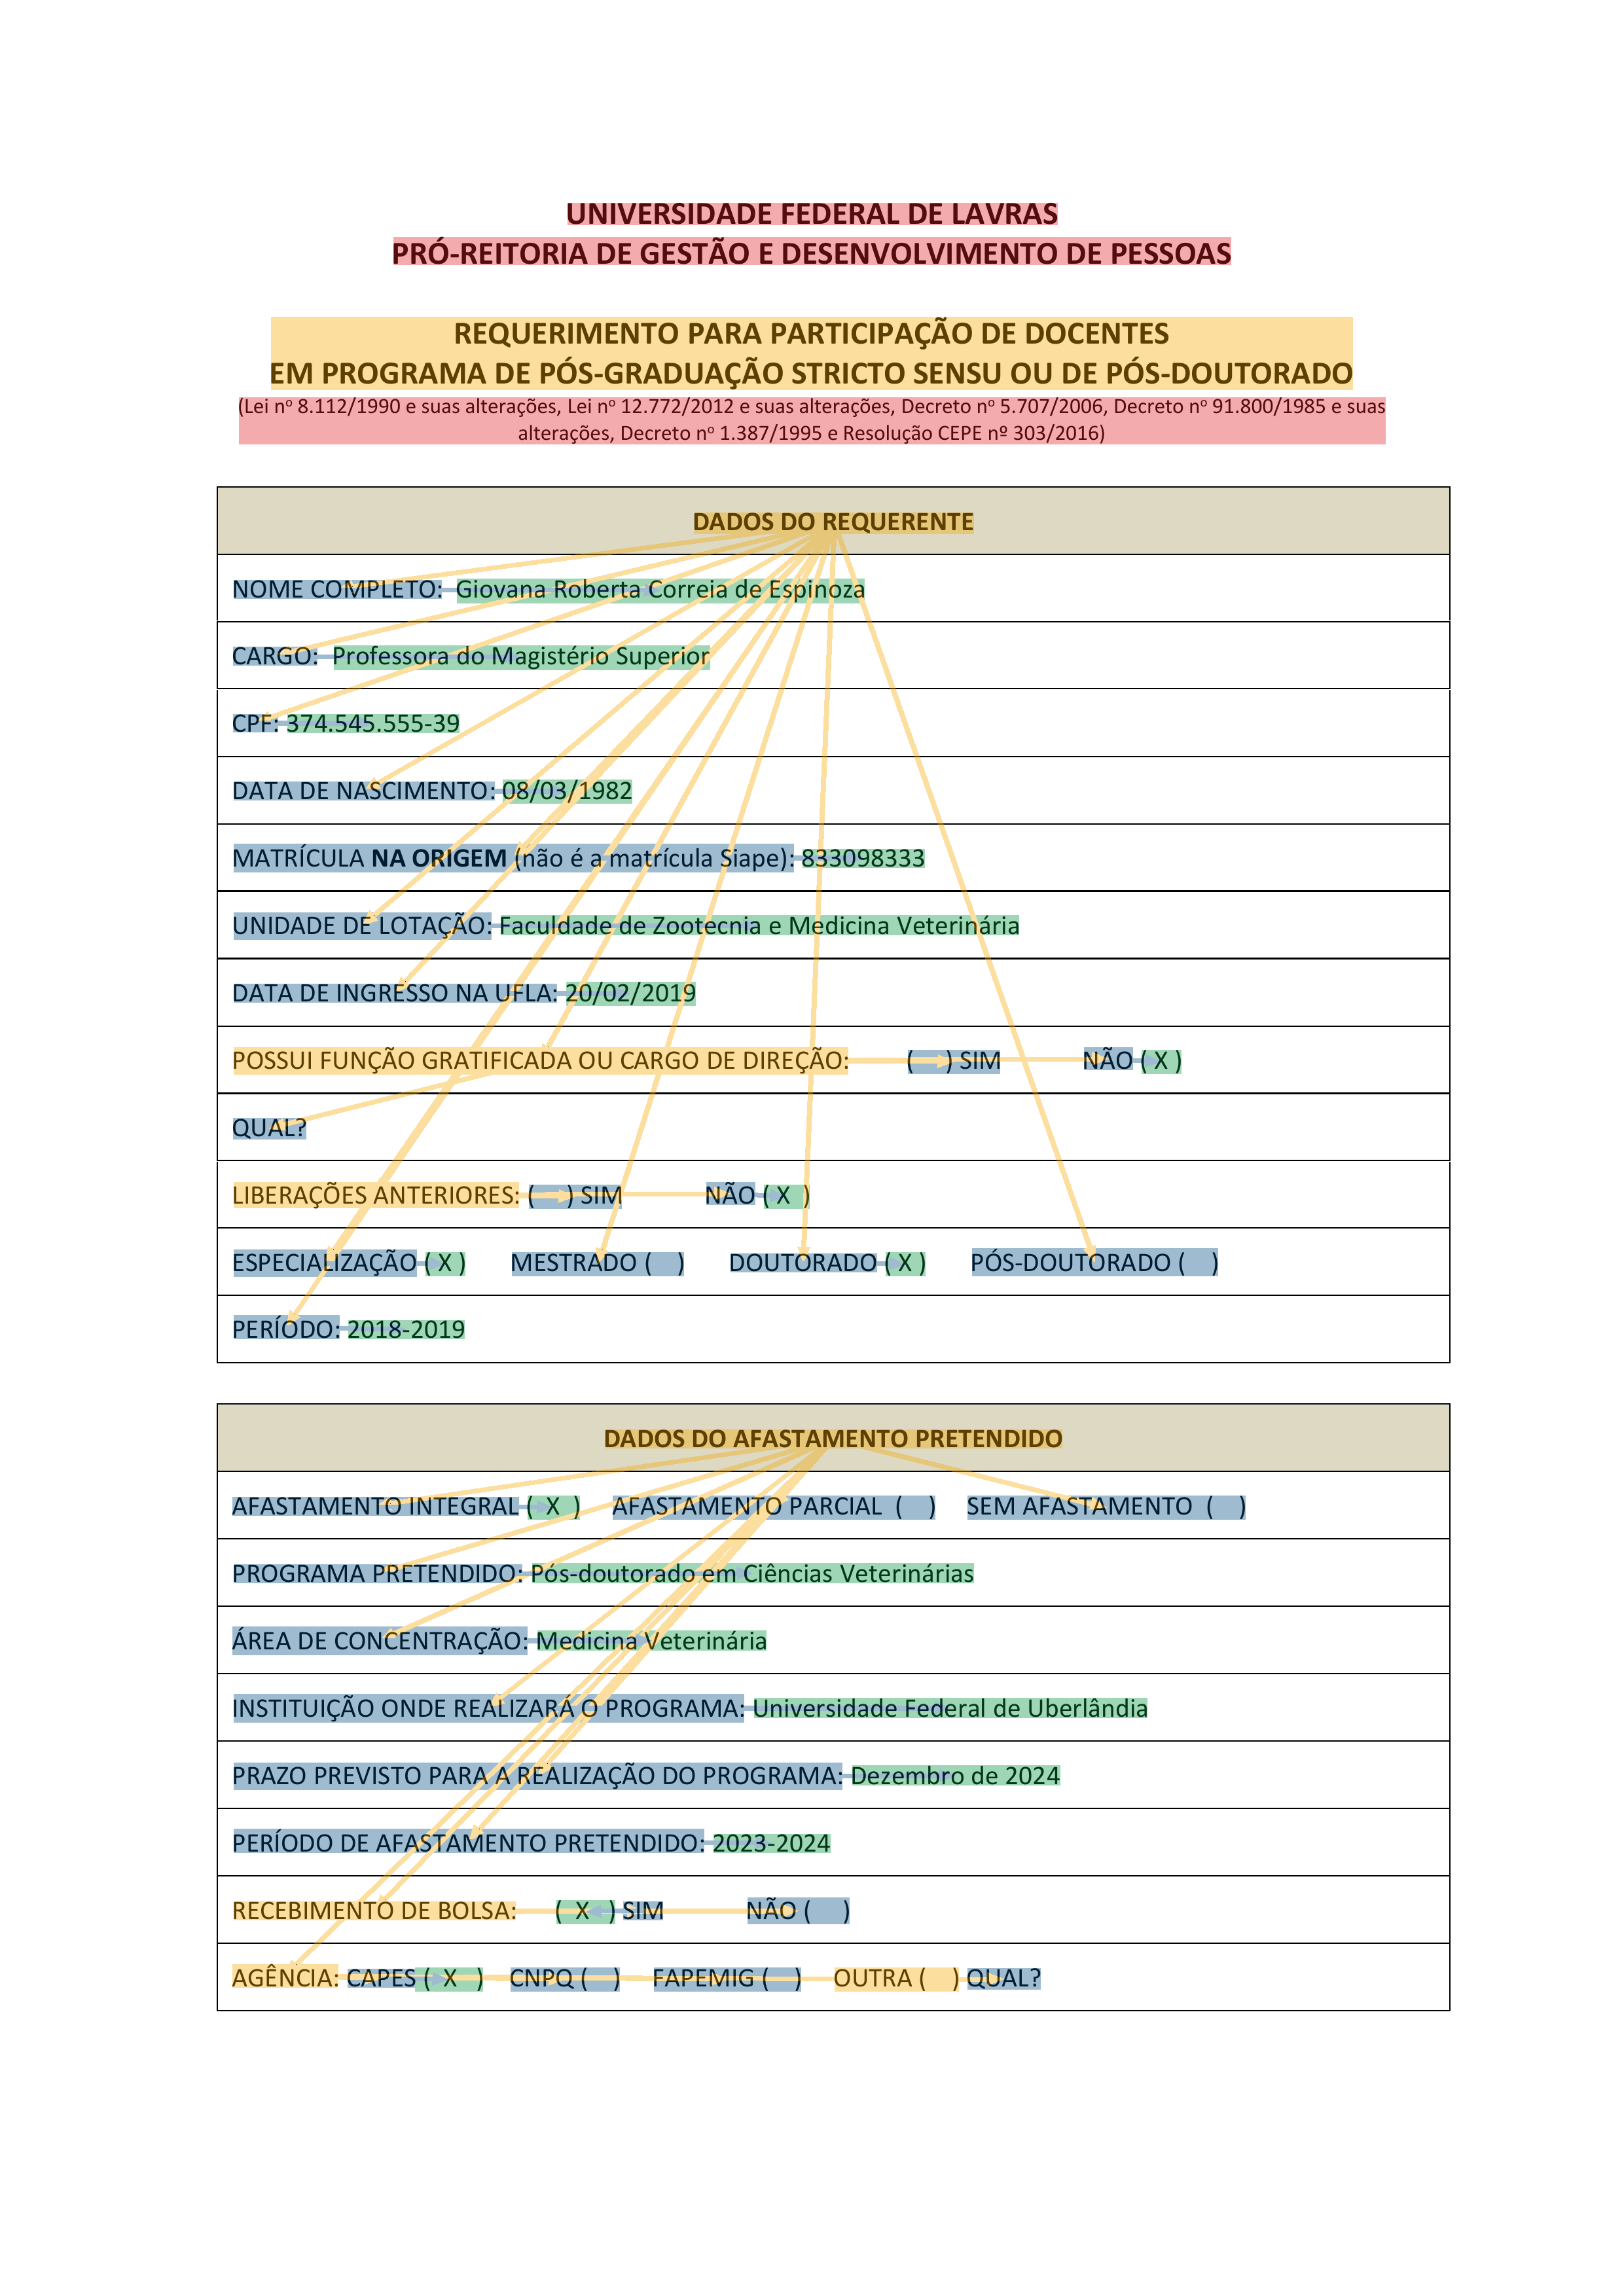 UNIVERSIDADE FEDERAL DE LAVRAS
PRÓ-REITORIA DE GESTÃO E DESENVOLVIMENTO DE PESSOAS
REQUERIMENTO PARA PARTICIPAÇÃO DE DOCENTES
EM PROGRAMA DE PÓS-GRADUAÇÃO STRICTO SENSU OU DE PÓS-DOUTORADO
(Lei nº 8.112/1990 e suas alterações, Lei nº 12.772/2012 e suas alterações, Decreto nº 5.707/2006, Decreto nº 91.800/1985 e suas
alterações, Decreto nº 1.387/1995 e Resolução CEPE nº 303/2016)
DADOS DO REQUERENTE
NOME COMPLETO: Giovana Roberta Correia de Espinoza
CARGO: Professora do Magistério Superior
CPF: 374.545.555-39
DATA DE NASCIMENTO: 08/03/1982
MATRÍCULA NA ORIGEM (não é a matrícula Siape): 833098333
UNIDADE DE LOTAÇÃO: Faculdade de Zootecnia e Medicina Veterinária
DATA DE INGRESSO NA UFLA: 20/02/2019
POSSUI FUNÇÃO GRATIFICADA OU CARGO DE DIREÇÃO: (   ) SIM NÃO ( X )
QUAL?
LIBERAÇÕES ANTERIORES: (   ) SIM NÃO ( X )
ESPECIALIZAÇÃO ( X ) MESTRADO (   ) DOUTORADO ( X ) PÓS-DOUTORADO (   )
PERÍODO: 2018-2019
DADOS DO AFASTAMENTO PRETENDIDO
AFASTAMENTO INTEGRAL ( X ) AFASTAMENTO PARCIAL (   ) SEM AFASTAMENTO (   )
PROGRAMA PRETENDIDO: Pós-doutorado em Ciências Veterinárias
ÁREA DE CONCENTRAÇÃO: Medicina Veterinária
INSTITUIÇÃO ONDE REALIZARÁ O PROGRAMA: Universidade Federal de Uberlândia
PRAZO PREVISTO PARA A REALIZAÇÃO DO PROGRAMA: Dezembro de 2024
PERÍODO DE AFASTAMENTO PRETENDIDO: 2023-2024
RECEBIMENTO DE BOLSA: ( X ) SIM NÃO (   )
AGÊNCIA: CAPES ( X ) CNPQ (   ) FAPEMIG (   ) OUTRA (   ) QUAL?